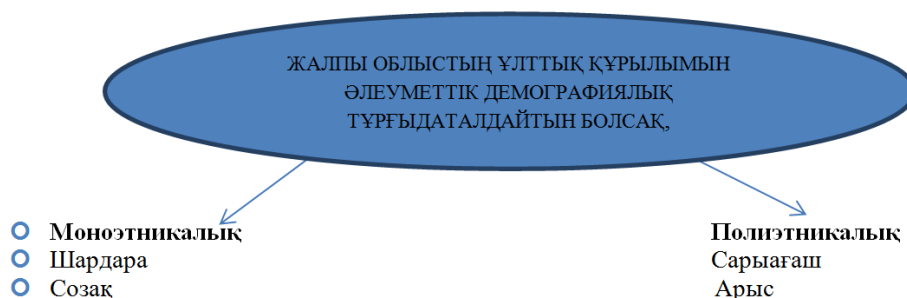 ЖАЛПЫ ОБЛЫСТЫҢ ҰЛТТЫҚ ҚҰРЫЛЫМЫН
ӘЛЕУМЕТТІК ДЕМОГРАФИЯЛЫҚ
ТҰРҒЫДАТАЛДАЙТЫН БОЛСАҚ,
Моноэтникалық
Шардара
Созақ
Полиэтникалық
Сарыағаш
Арыс